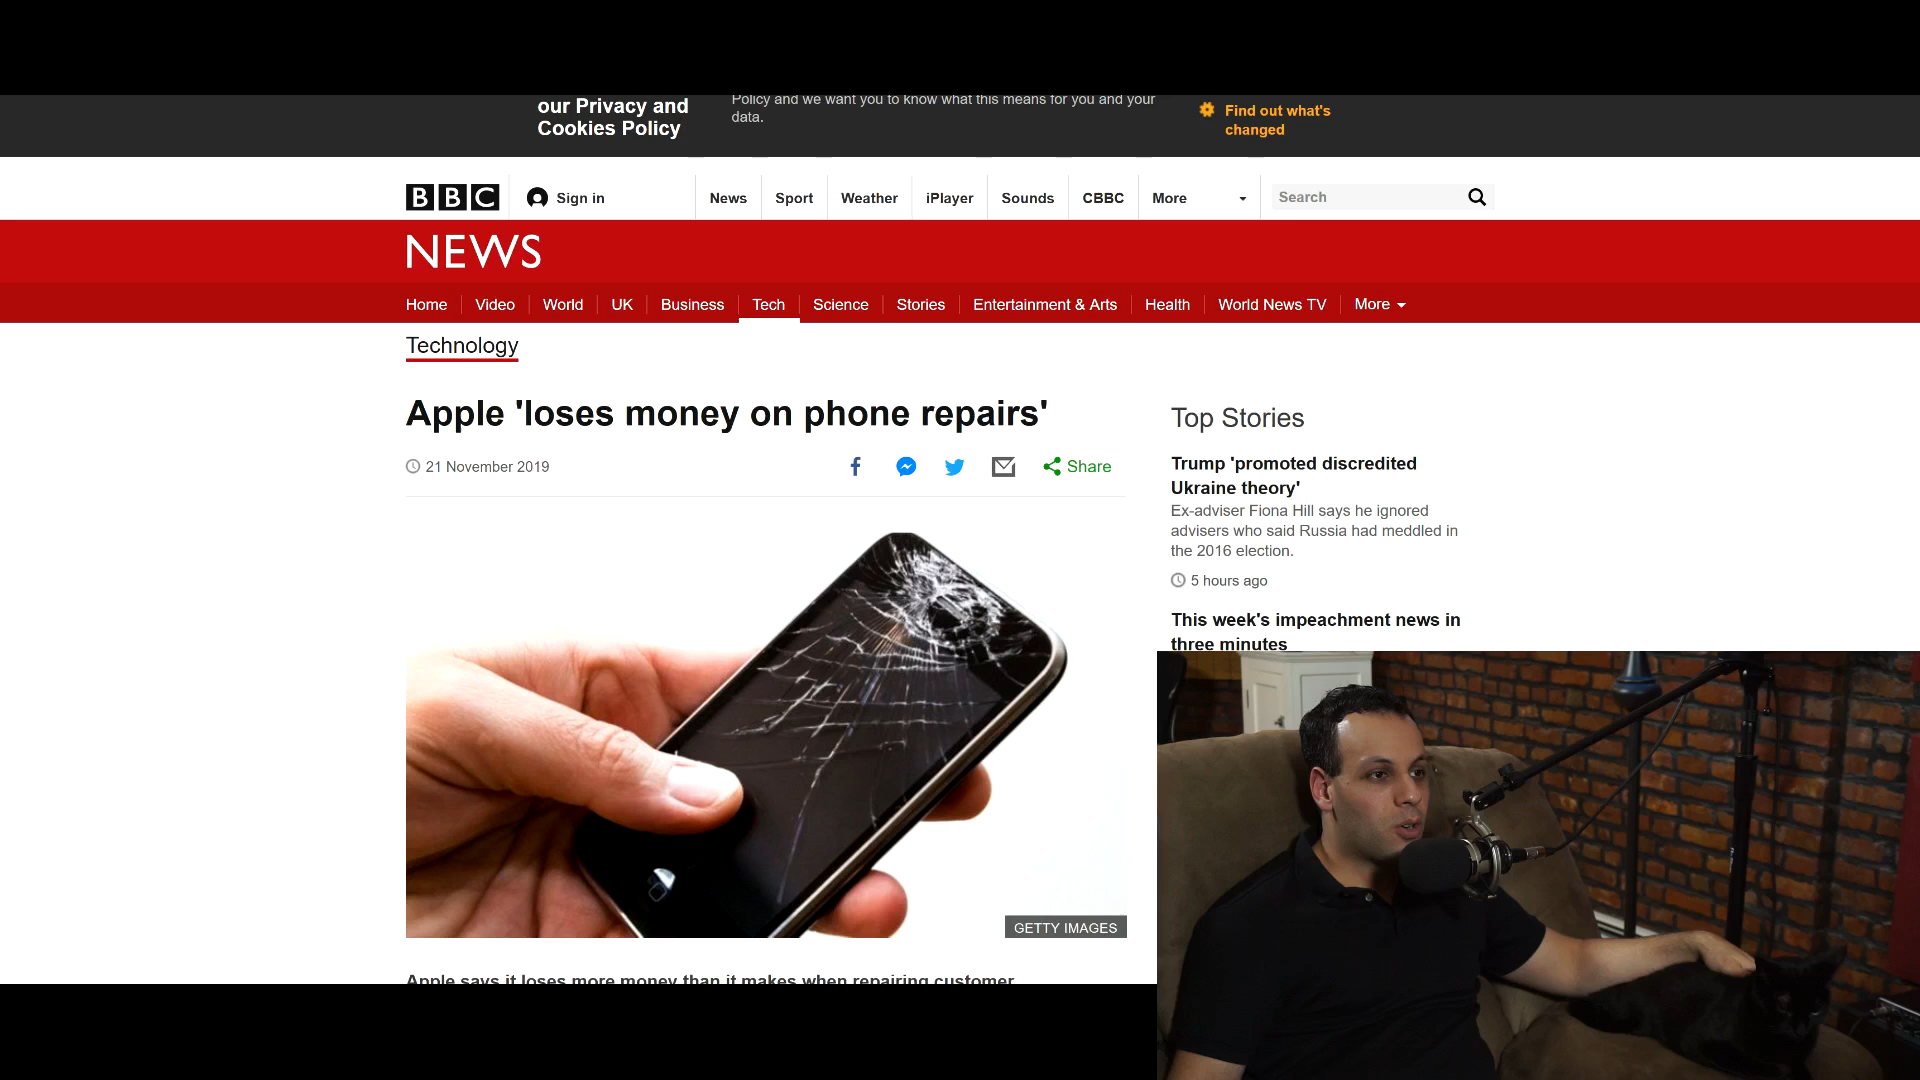 our Privacy and
Cookies Policy
Policy and we want you to know what this means for you and your
data.
Find out what's
changed
BBC
Sign in
News
Sport
Weather
iPlayer
Sounds
CBBC
More
Search
NEWS
Home
Video
World
UK
Business
Tech
Science
Stories
Entertainment & Arts
Health
World News TV
More
Technology
Apple 'loses money on phone repairs'
21 November 2019
Share
GETTY IMAGES
Apple says it loses more money than it makes when repairing customer
Top Stories
Trump 'promoted discredited
Ukraine theory'
Ex-adviser Fiona Hill says he ignored
advisers who said Russia had meddled in
the 2016 election.
5 hours ago
This week's impeachment news in
three minutes